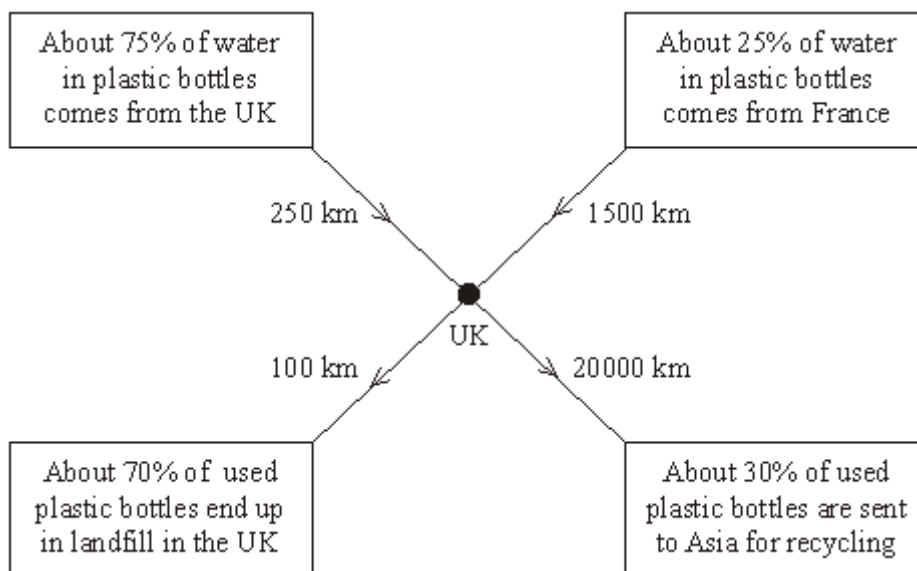 About 75% of water
in plastic bottles
comes from the UK
About 25% of water
in plastic bottles
comes from France
250 km
1500 km
UK
100 km
20000 km
About 70% of used
plastic bottles end up
in landfill in the UK
About 30% of used
plastic bottles are sent
to Asia for recycling